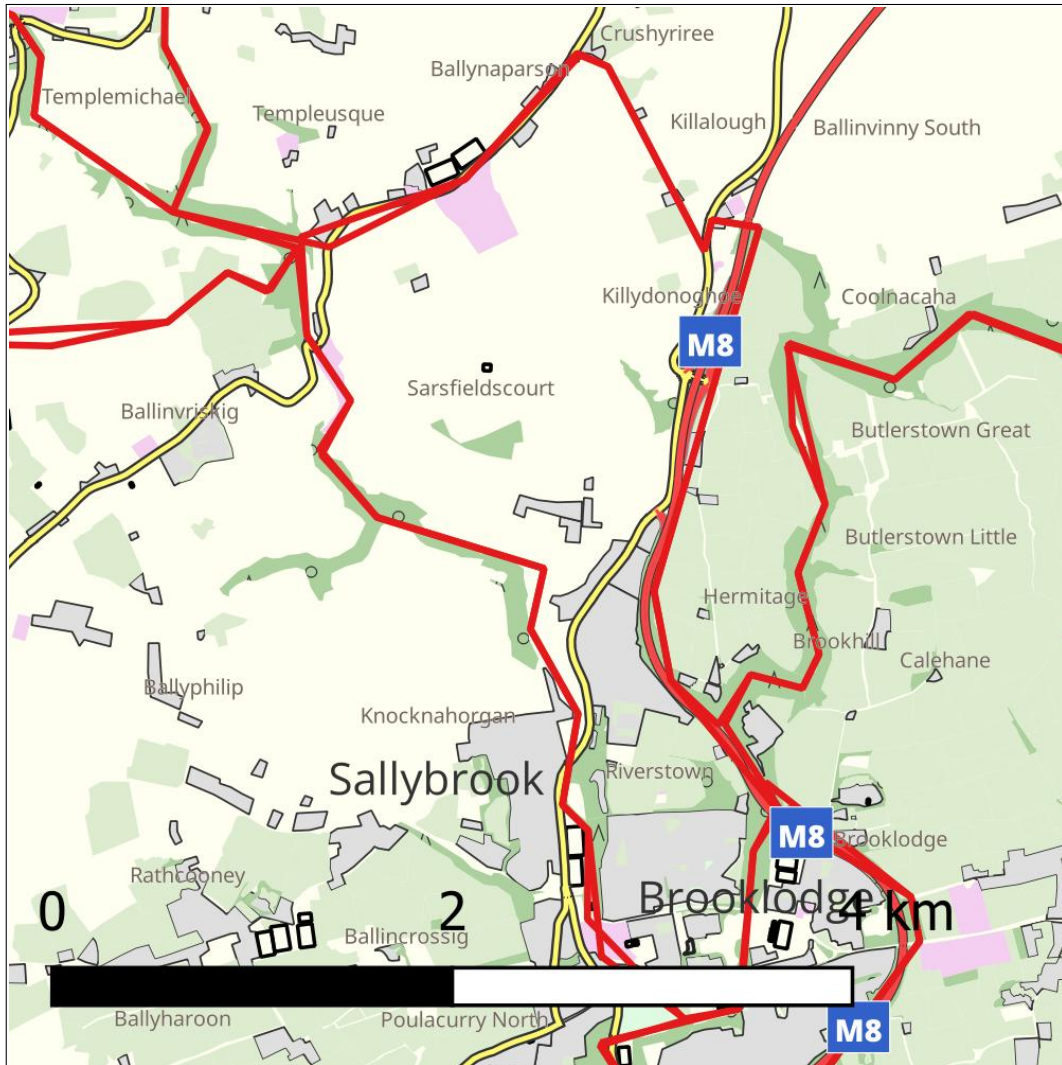 Crushyriree
Ballynaparson
Templemichael
Templeusque
Killalough
Ballinvinny South
Killydonoghoe
Coolnacaha
M8
Sarsfieldscourt
Ballinvriskig
Butlerstown Great
Butlerstown Little
Hermitage
Brookhill
Calehane
Ballyphilip
Knocknahorgan
Sallybrook
Riverstown
M8
Brooklodge
Rathcooney
Brooklodge
0 2 4 km
Ballincrossig
Ballyharoon
Poulacurry North
M8